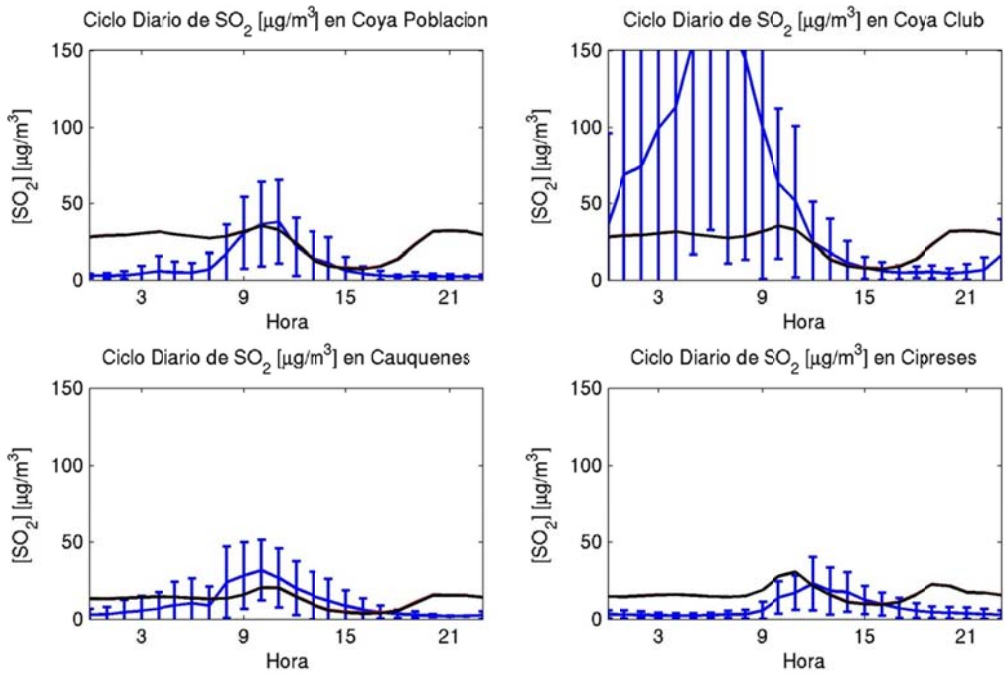 Ciclo Diario de SO₂ [μg/m³] en Coya Poblacion
150
100
50
0
[SO₂] [μg/m³]
3 9 15 21
Hora
Ciclo Diario de SO₂ [μg/m³] en Coya Club
150
100
50
0
[SO₂] [μg/m³]
3 9 15 21
Hora
Ciclo Diario de SO₂ [μg/m³] en Cauquenes
150
100
50
0
[SO₂] [μg/m³]
3 9 15 21
Hora
Ciclo Diario de SO₂ [μg/m³] en Cipreses
150
100
50
0
[SO₂] [μg/m³]
3 9 15 21
Hora